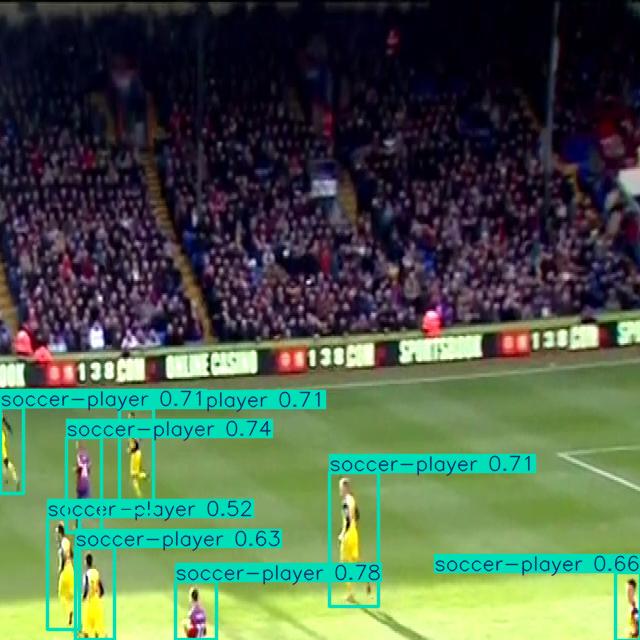 OOK 138.COM ONLINE CASINO 138.COM SPORTSBOOK 138.COM SPO
soccer-player 0.71player 0.71
soccer-player 0.74
soccer-player 0.71
soccer-player 0.52
soccer-player 0.63
soccer-player 0.66
soccer-player 0.78